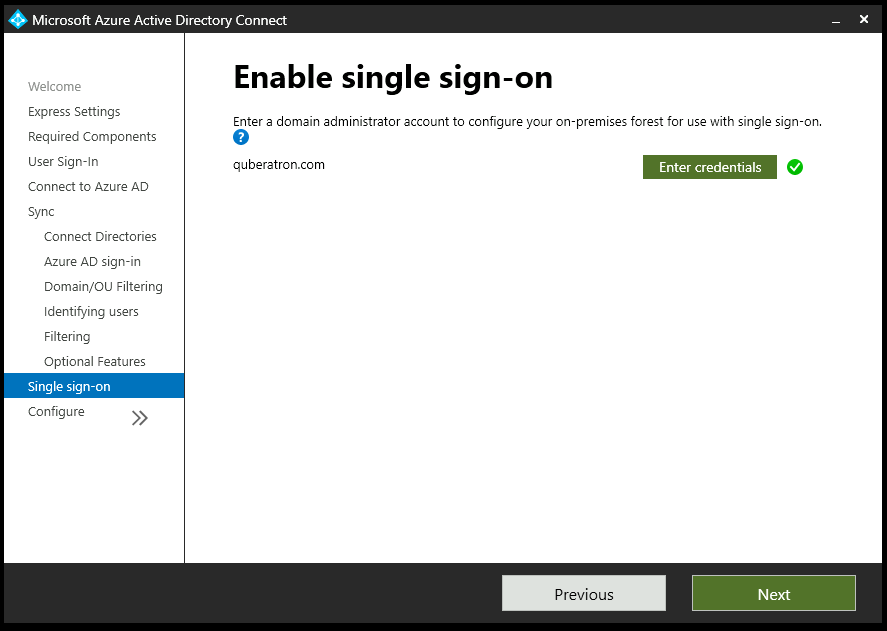 Microsoft Azure Active Directory Connect
Welcome
Express Settings
Required Components
User Sign-In
Connect to Azure AD
Sync
Connect Directories
Azure AD sign-in
Domain/OU Filtering
Identifying users
Filtering
Optional Features
Single sign-on
Configure
Enable single sign-on
Enter a domain administrator account to configure your on-premises forest for use with single sign-on.
?
quberatron.com
Enter credentials
Previous
Next